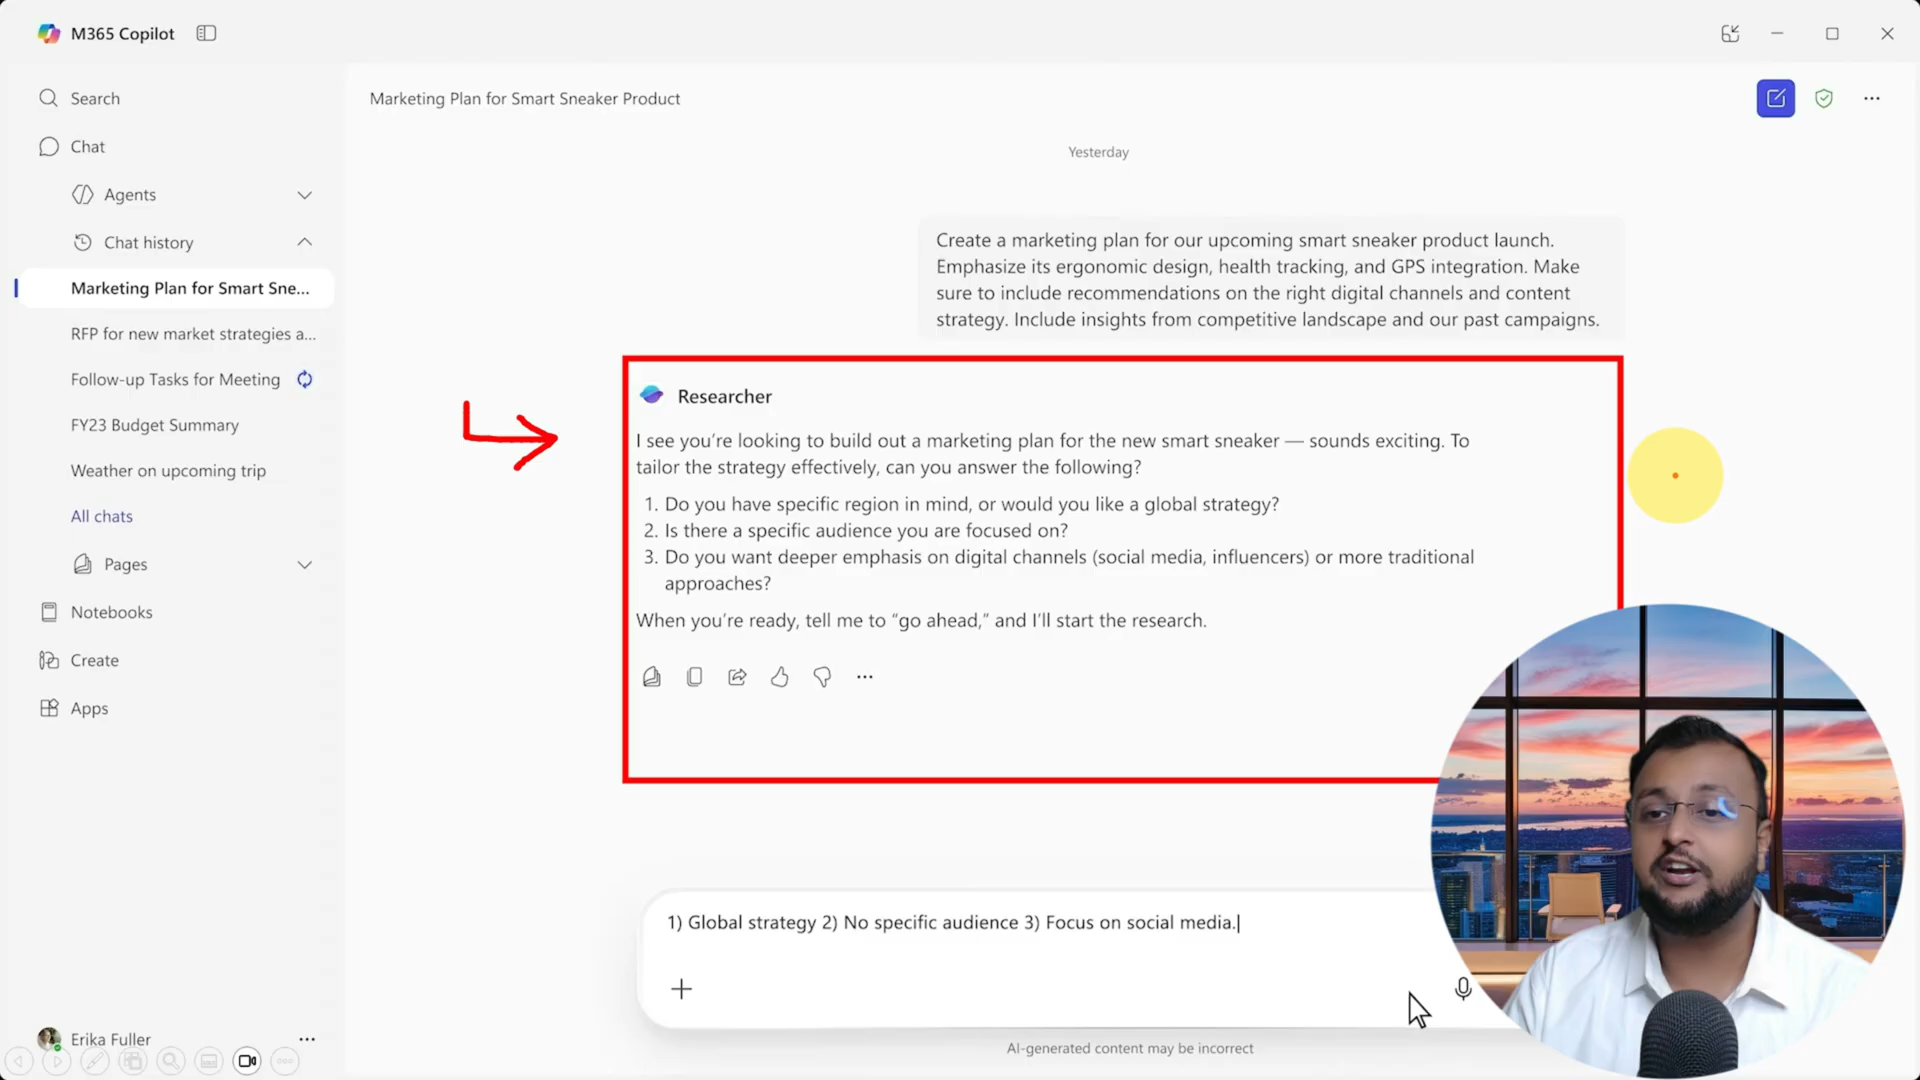 M365 Copilot
Search
Chat
Agents
Chat history
Marketing Plan for Smart Sne...
RFP for new market strategies a...
Follow-up Tasks for Meeting
FY23 Budget Summary
Weather on upcoming trip
All chats
Pages
Notebooks
Create
Apps
Erika Fuller
Marketing Plan for Smart Sneaker Product
Yesterday
Create a marketing plan for our upcoming smart sneaker product launch.
Emphasize its ergonomic design, health tracking, and GPS integration. Make
sure to include recommendations on the right digital channels and content
strategy. Include insights from competitive landscape and our past campaigns.
Researcher
I see you’re looking to build out a marketing plan for the new smart sneaker — sounds exciting. To
tailor the strategy effectively, can you answer the following?
1. Do you have specific region in mind, or would you like a global strategy?
2. Is there a specific audience you are focused on?
3. Do you want deeper emphasis on digital channels (social media, influencers) or more traditional
approaches?
When you’re ready, tell me to “go ahead,” and I’ll start the research.
1) Global strategy 2) No specific audience 3) Focus on social media.
AI-generated content may be incorrect